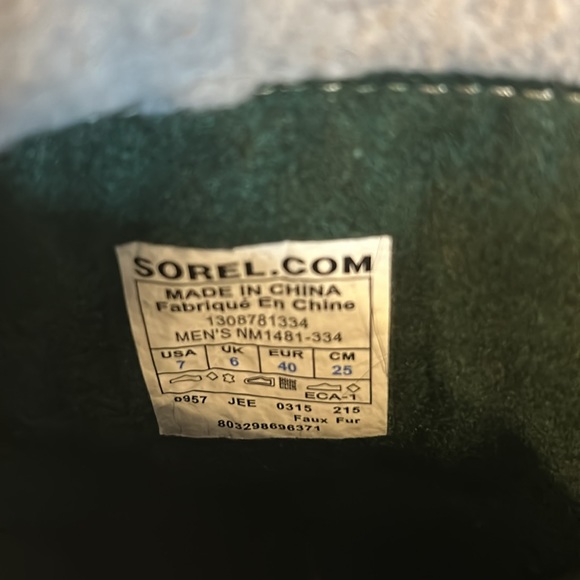 SOREL.COM
MADE IN CHINA
Fabriqué En Chine
1308781334
MEN'S NM1481-334
USA UK EUR CM
7 6 40 25
ECA-1
o957 JEE 0315 215
Faux Fur
803298696371